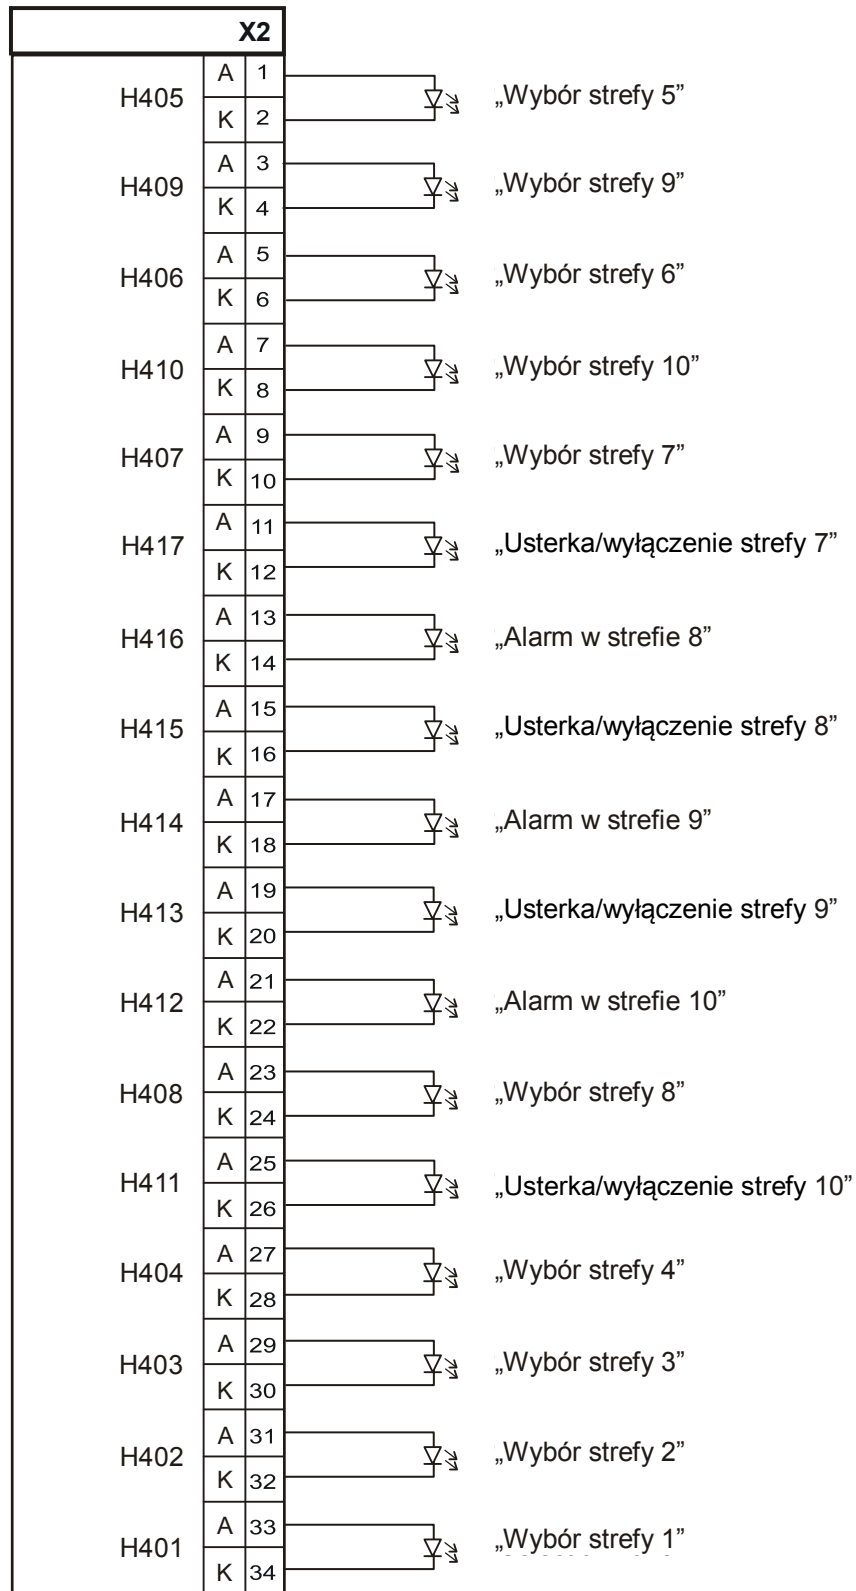 X2
H405 A 1 „Wybór strefy 5”
K 2
H409 A 3 „Wybór strefy 9”
K 4
H406 A 5 „Wybór strefy 6”
K 6
H410 A 7 „Wybór strefy 10”
K 8
H407 A 9 „Wybór strefy 7”
K 10
H417 A 11 „Usterka/wyłączenie strefy 7”
K 12
H416 A 13 „Alarm w strefie 8”
K 14
H415 A 15 „Usterka/wyłączenie strefy 8”
K 16
H414 A 17 „Alarm w strefie 9”
K 18
H413 A 19 „Usterka/wyłączenie strefy 9”
K 20
H412 A 21 „Alarm w strefie 10”
K 22
H408 A 23 „Wybór strefy 8”
K 24
H411 A 25 „Usterka/wyłączenie strefy 10”
K 26
H404 A 27 „Wybór strefy 4”
K 28
H403 A 29 „Wybór strefy 3”
K 30
H402 A 31 „Wybór strefy 2”
K 32
H401 A 33 „Wybór strefy 1”
K 34